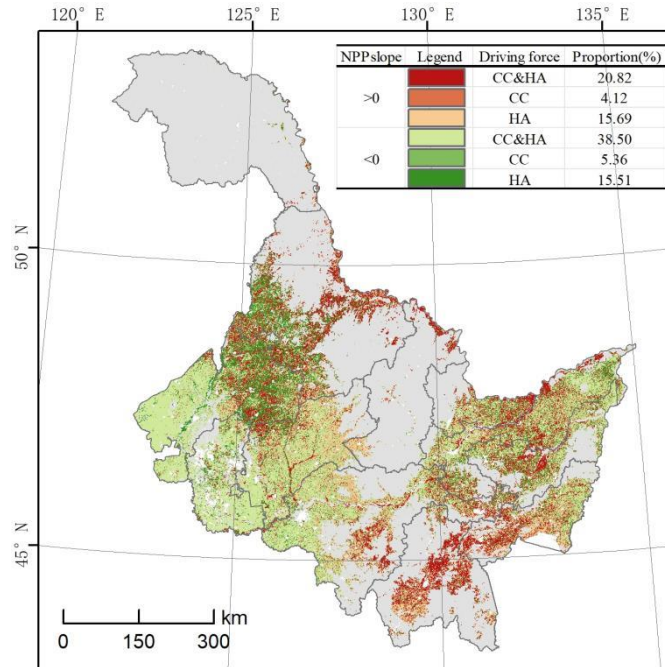 120° E 125° E 130° E 135° E
NPPslope Legend Driving force Proportion(%)
CC&HA 20.82
>0 CC 4.12
HA 15.69
CC&HA 38.50
<0 CC 5.36
HA 15.51
50° N
45° N
km
0 150 300